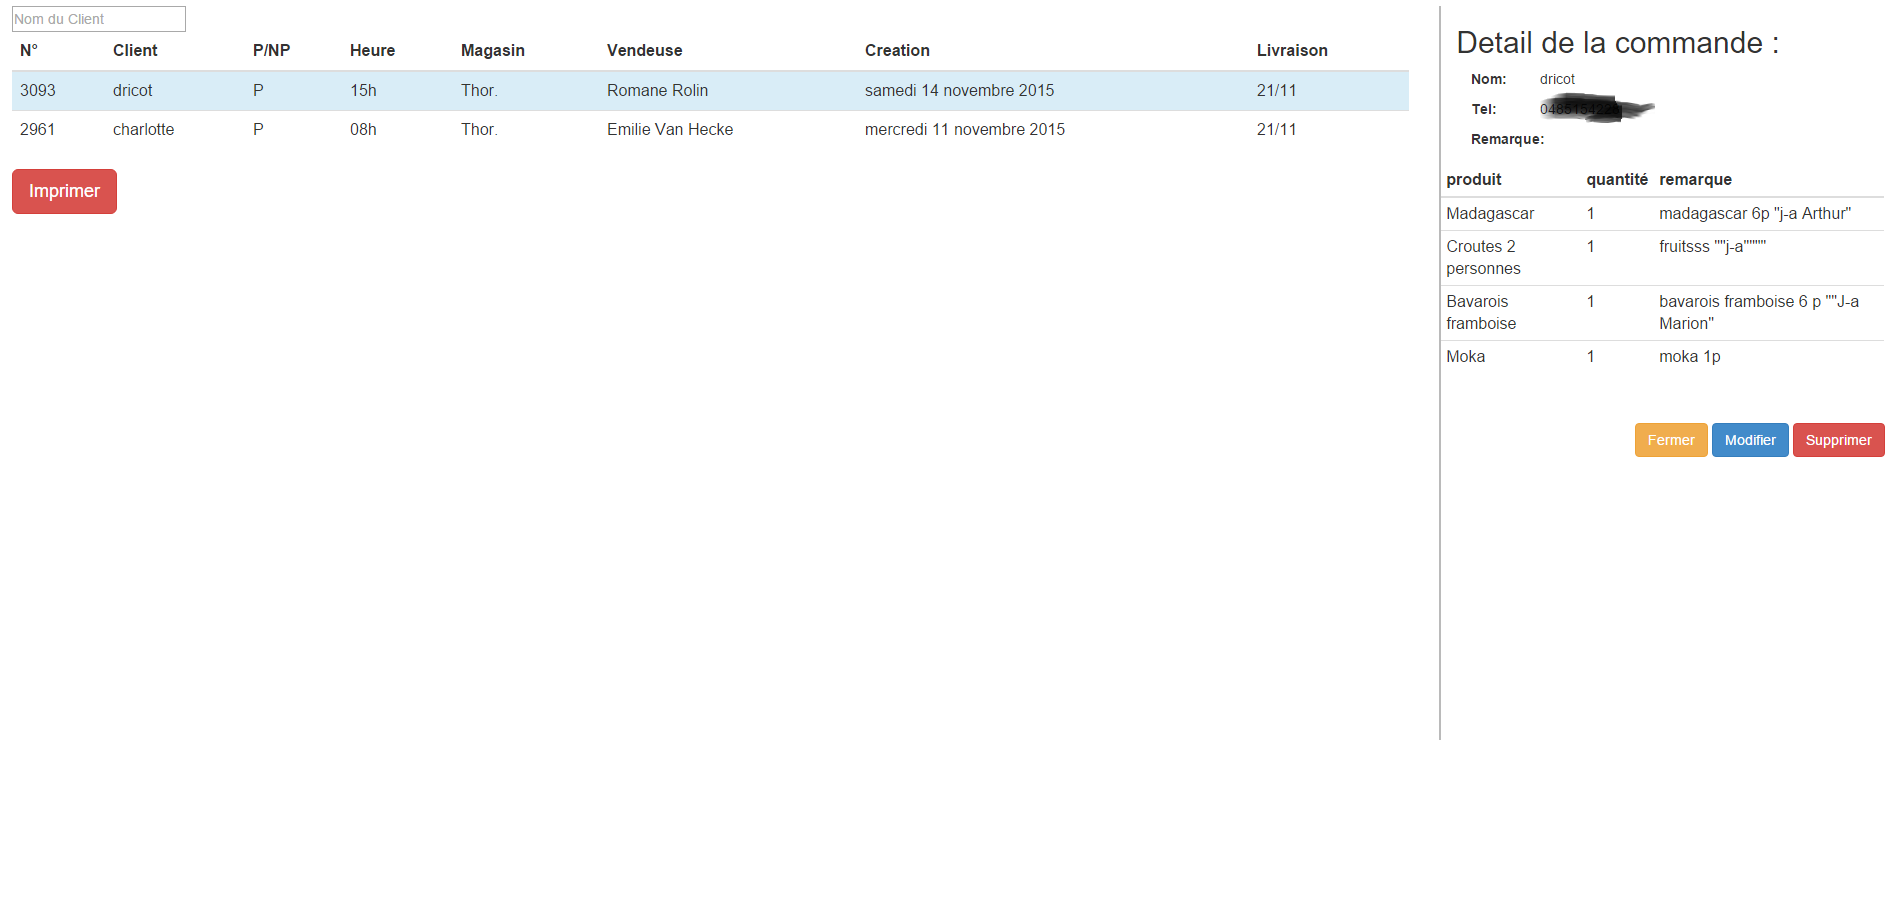 Nom du Client
N° Client P/NP Heure Magasin Vendeuse Creation Livraison
3093 dricot P 15h Thor. Romane Rolin samedi 14 novembre 2015 21/11
2961 charlotte P 08h Thor. Emilie Van Hecke mercredi 11 novembre 2015 21/11
Imprimer
Detail de la commande :
Nom: dricot
Tel:
Remarque:
produit quantité remarque
Madagascar 1 madagascar 6p "j-a Arthur"
Croutes 2 1 fruitsss ""j-a"""""
personnes
Bavarois 1 bavarois framboise 6 p ""J-a
framboise Marion"
Moka 1 moka 1p
Fermer Modifier Supprimer